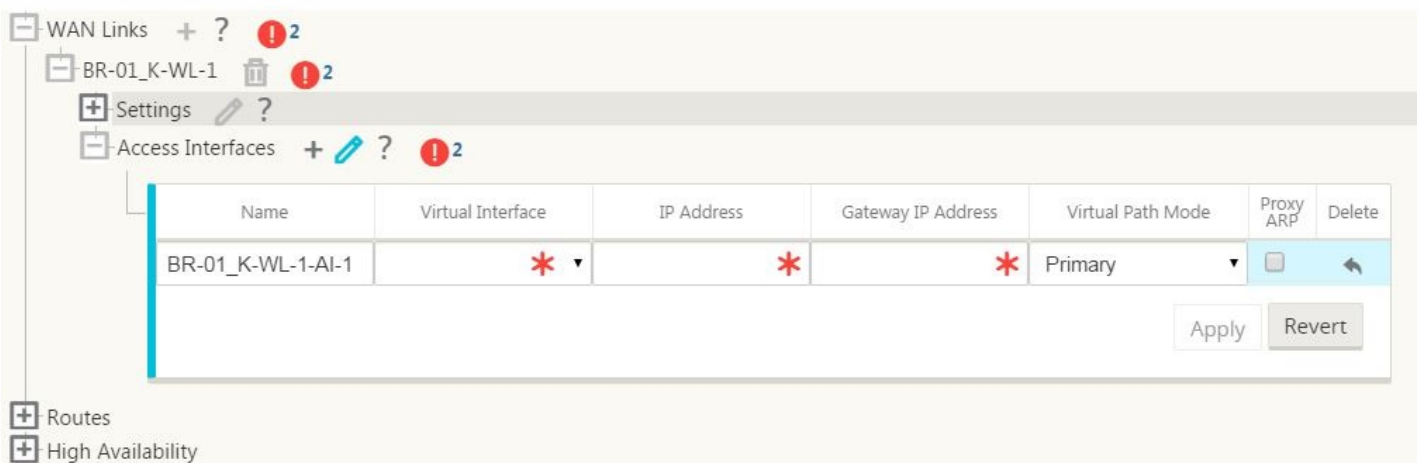 WAN Links + ? ! 2
BR-01_K-WL-1 ! 2
Settings ?
Access Interfaces + ? ! 2
Name Virtual Interface IP Address Gateway IP Address Virtual Path Mode Proxy ARP Delete
BR-01_K-WL-1-AI-1 * * * Primary
Apply Revert
Routes
High Availability